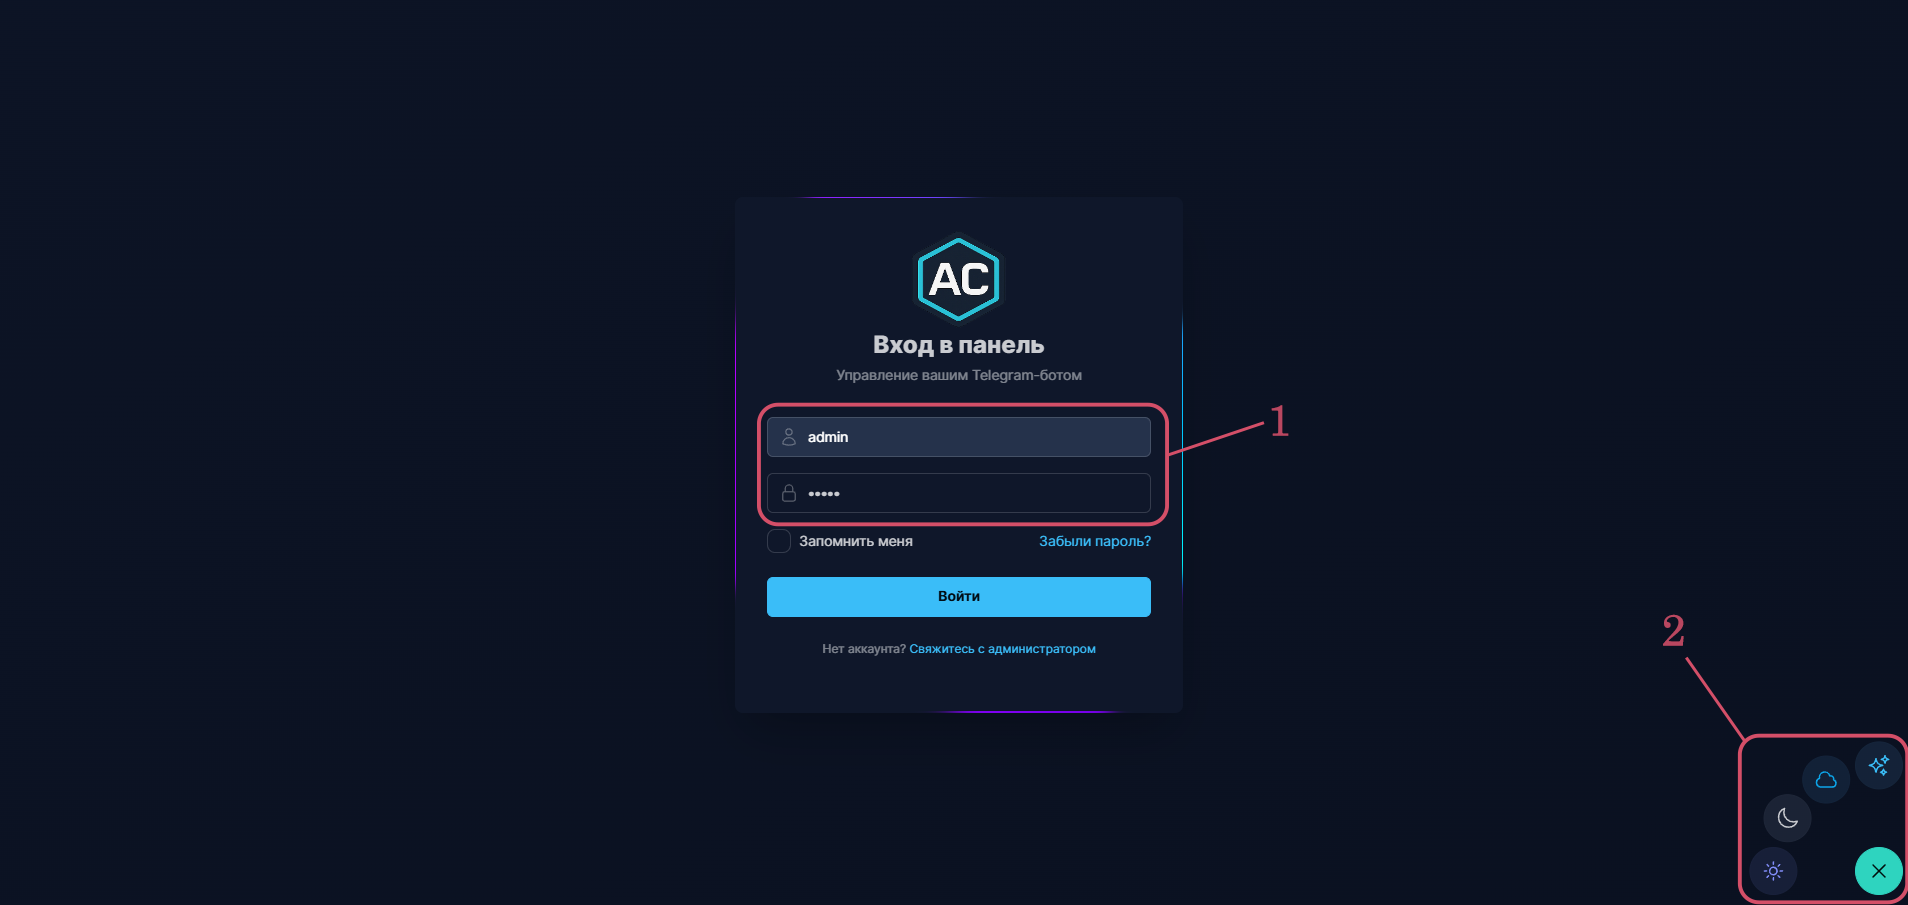 AC
Вход в панель
Управление вашим Telegram-ботом
admin
•••••
1
Запомнить меня
Забыли пароль?
Войти
Нет аккаунта? Свяжитесь с администратором
2